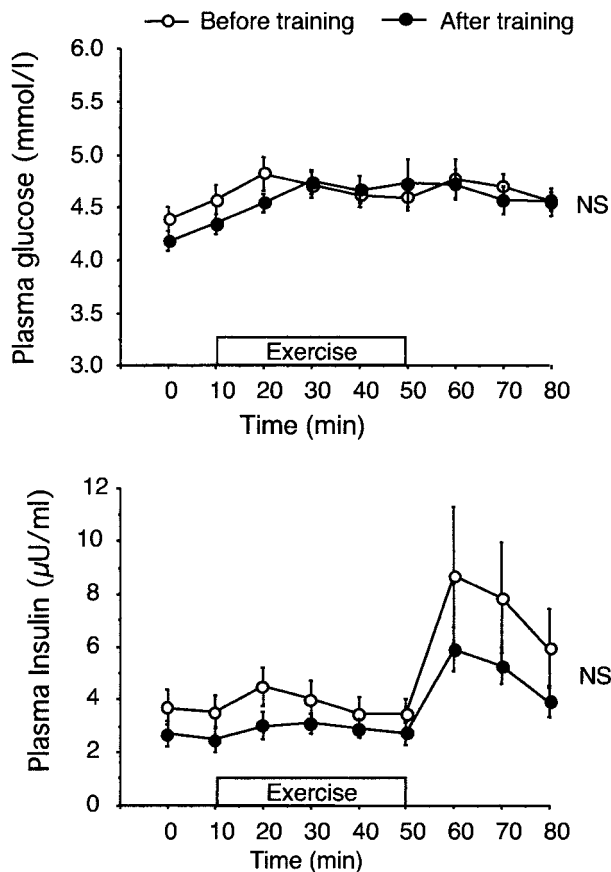 Before training After training
Plasma glucose (mmol/l)
6.0
5.5
5.0
4.5
4.0
3.5
3.0
NS
Exercise
0 10 20 30 40 50 60 70 80
Time (min)
Plasma Insulin (µU/ml)
12
10
8
6
4
2
0
NS
Exercise
0 10 20 30 40 50 60 70 80
Time (min)